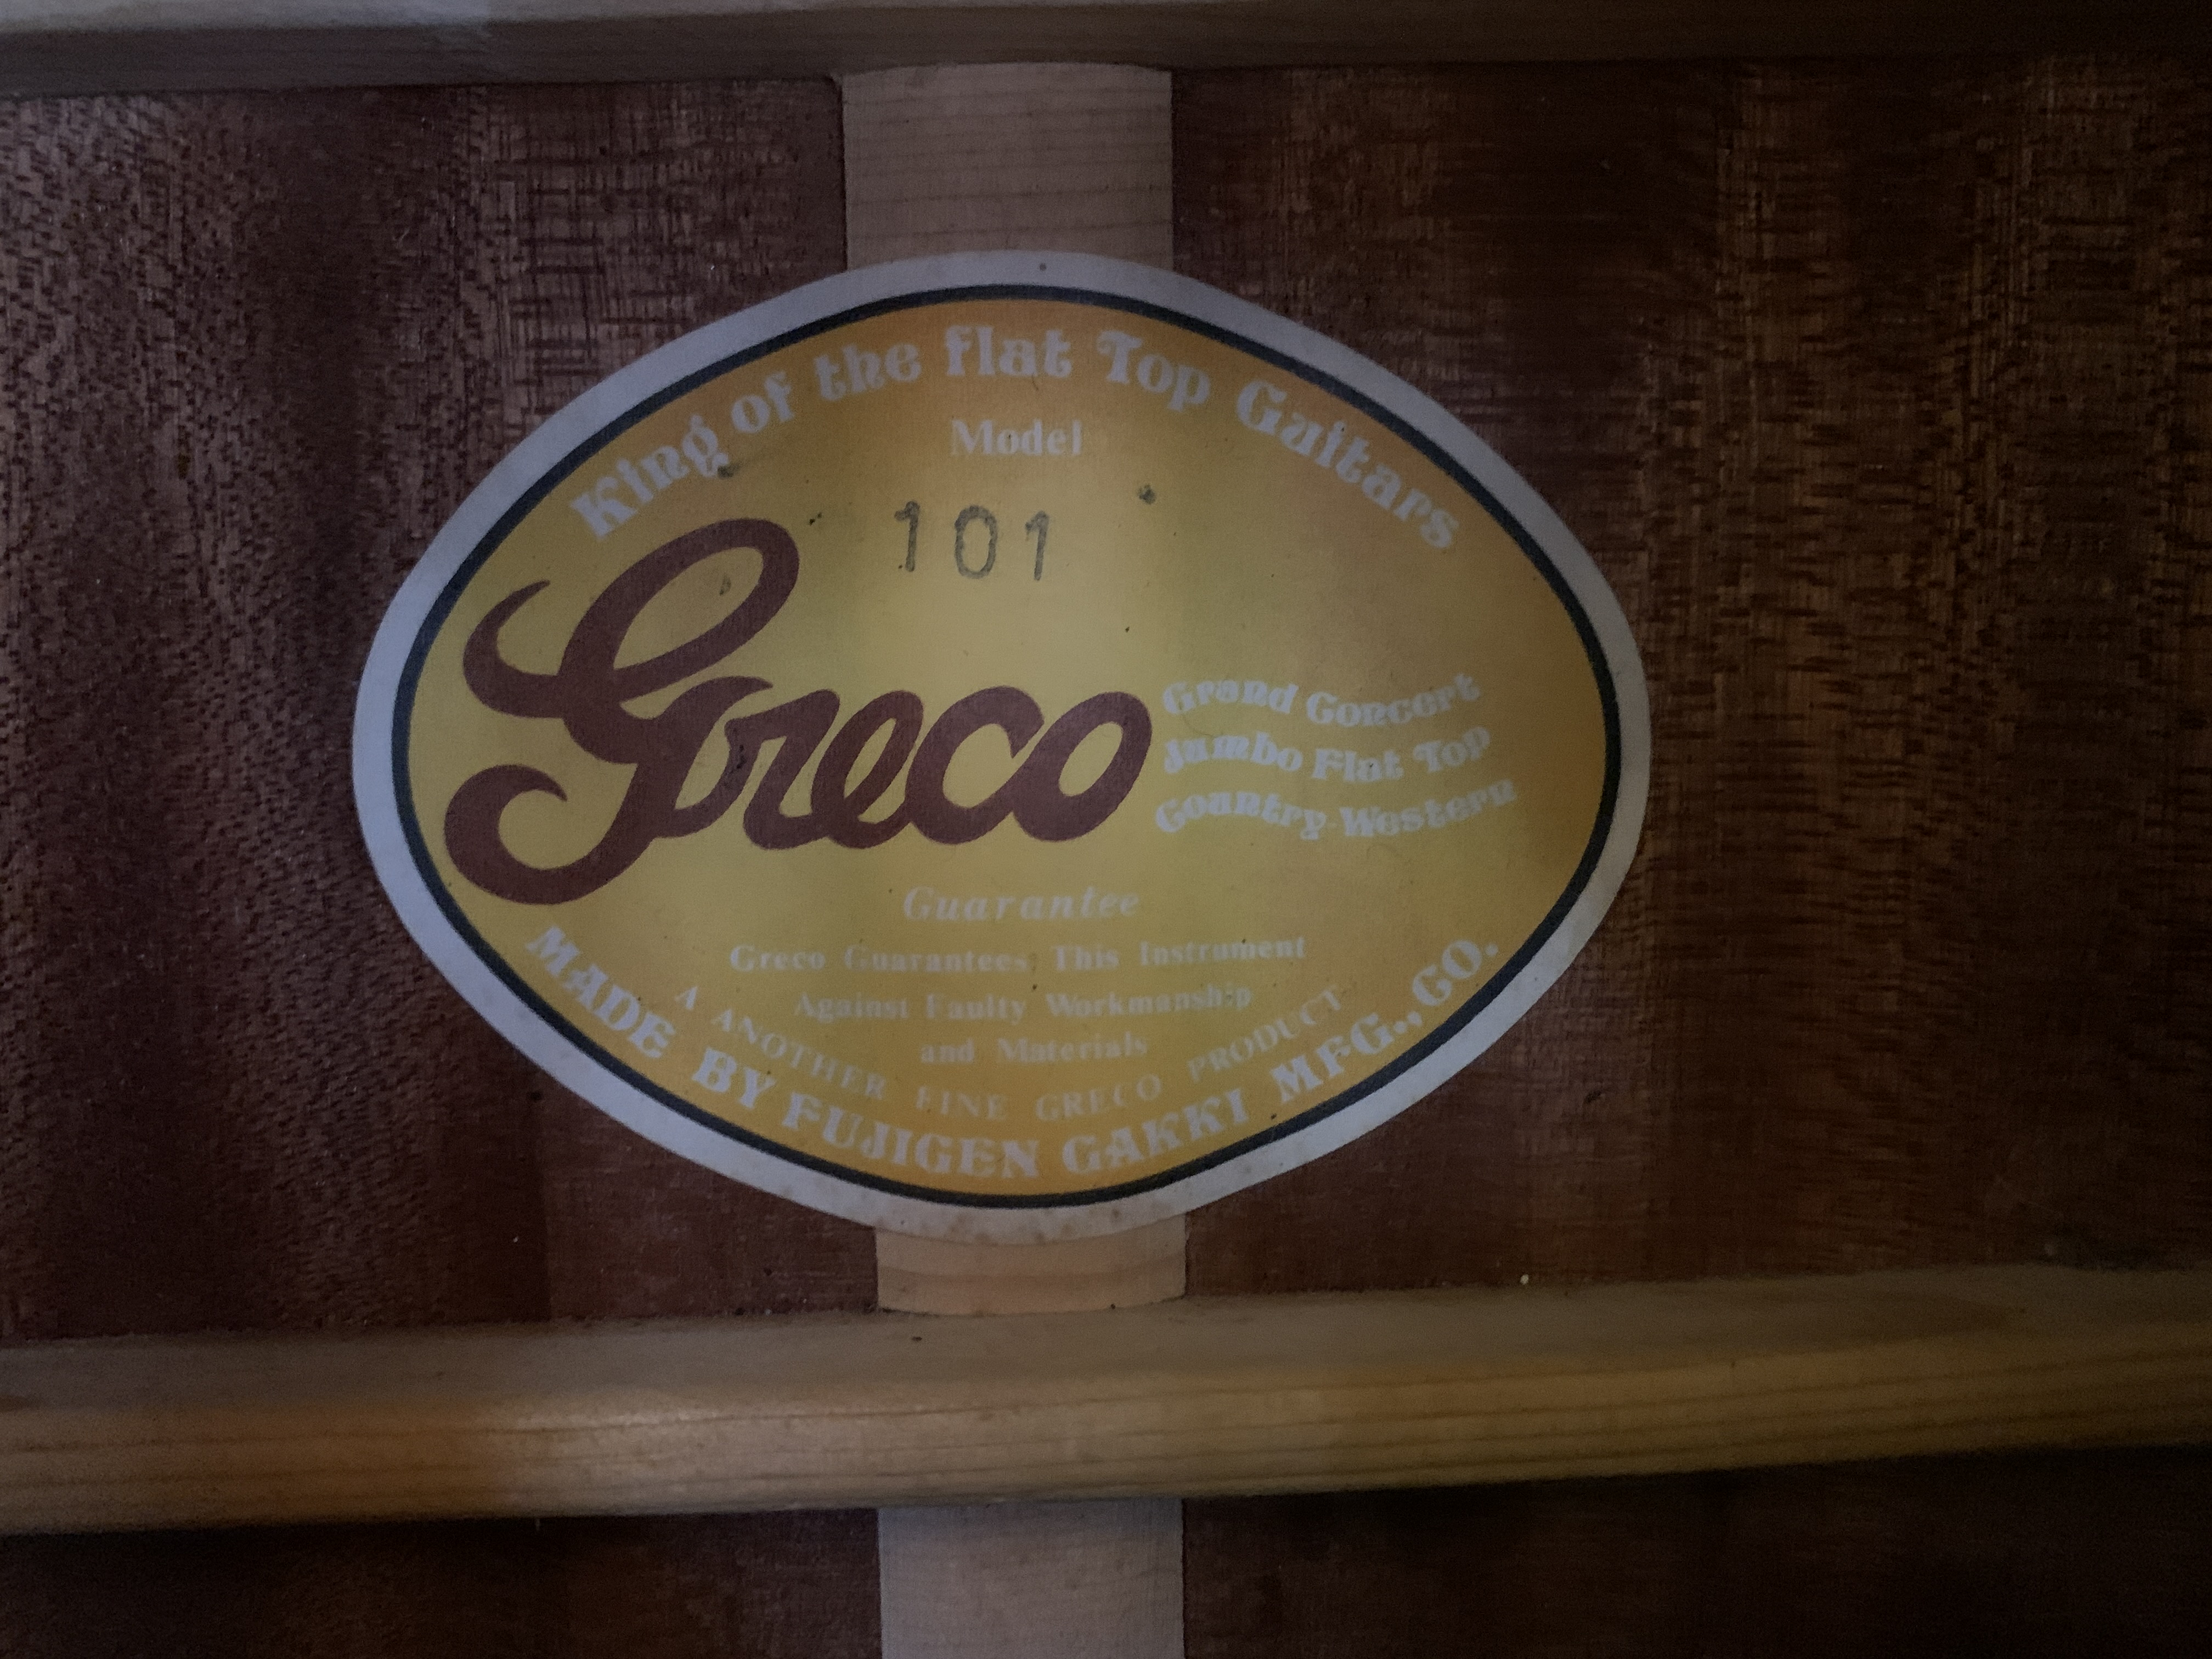 King of the flat Top Guitars
Model
101
Greco
Grand Concert
Jumbo Flat Top
Country-Western
Guarantee
Greco Guarantees This Instrument
Against Faulty Workmanship
and Materials
A ANOTHER FINE GRECO PRODUCT
MADE BY FUJIGEN GAKKI MFG., CO.